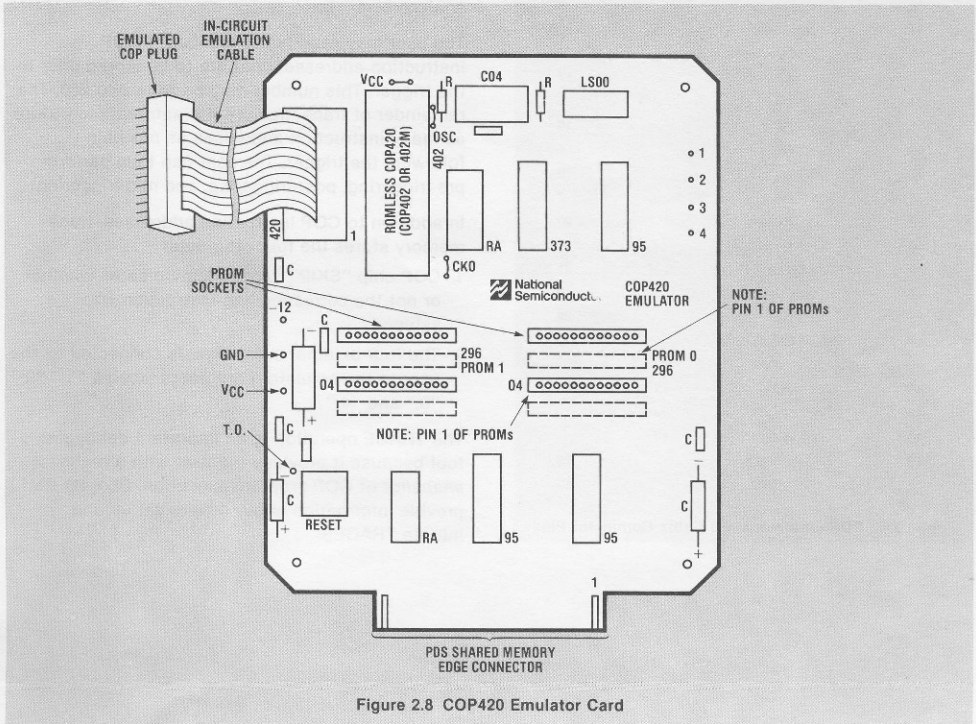 EMULATED
COP PLUG
IN-CIRCUIT
EMULATION
CABLE
VCC
R
C04
R
LS00
OSC
402
ROMLESS COP420
(COP402 OR 402M)
1
420
C
RA
373
95
1
2
3
4
CKO
National
Semiconduct
COP420
EMULATOR
NOTE:
PIN 1 OF PROMs
PROM
SOCKETS
-12
C
GND
VCC
T.O.
296
PROM 1
04
PROM 0
296
04
NOTE: PIN 1 OF PROMs
−
+
C
−
C
+
RESET
RA
95
95
C
C
+
1
PDS SHARED MEMORY
EDGE CONNECTOR
Figure 2.8 COP420 Emulator Card